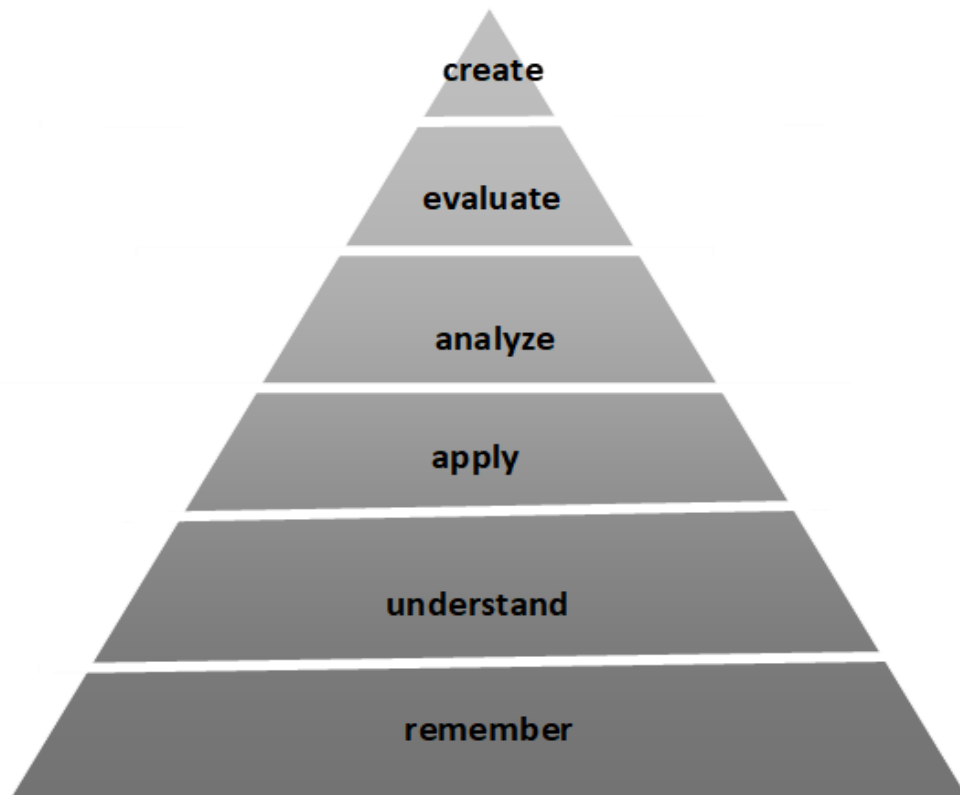 create
evaluate
analyze
apply
understand
remember